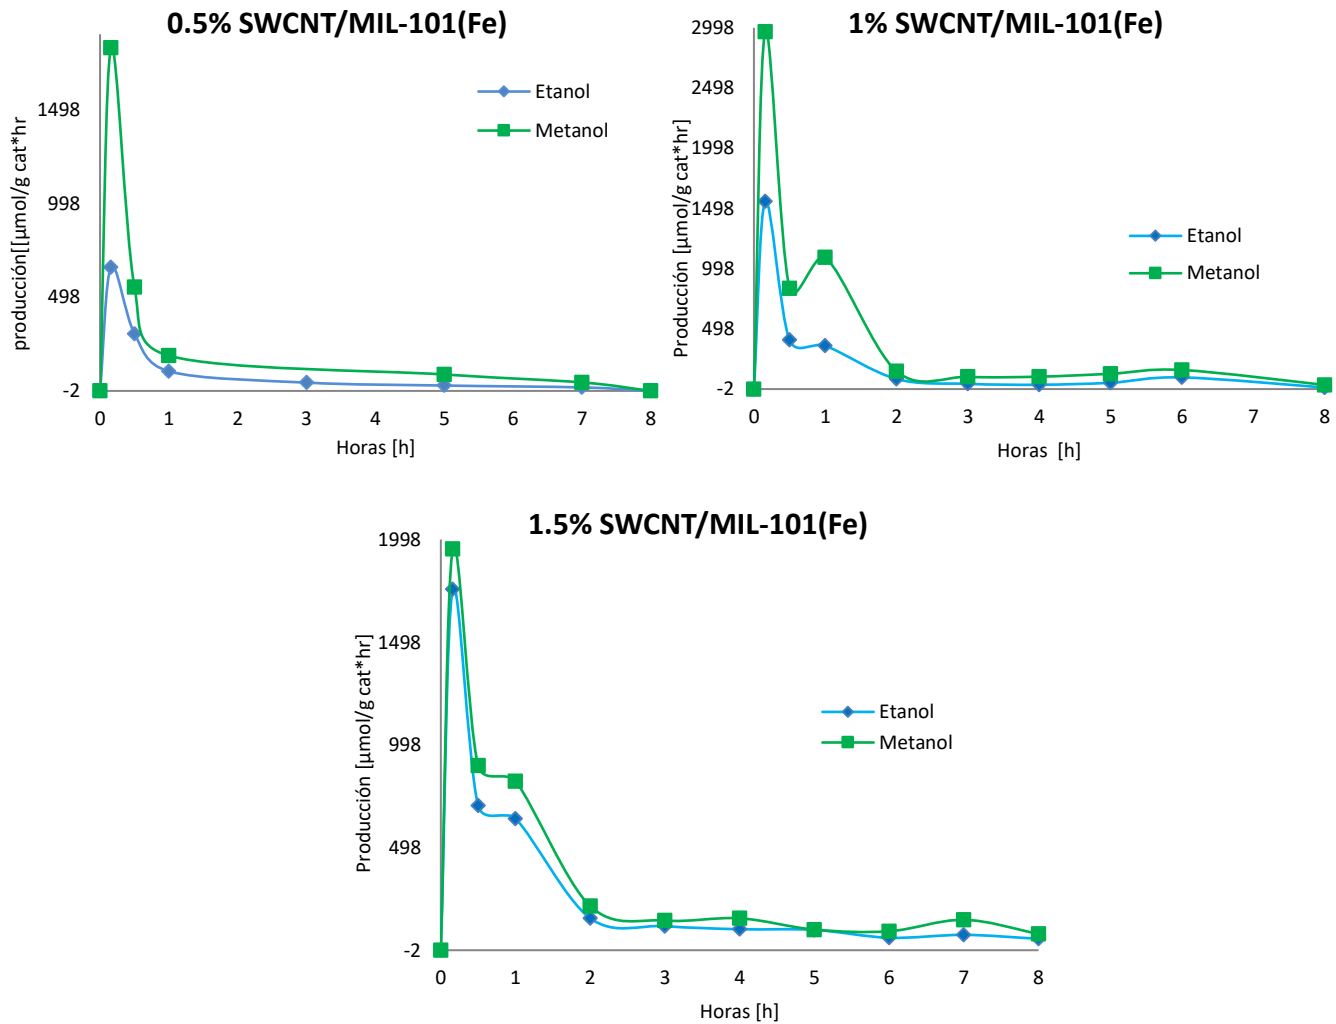 0.5% SWCNT/MIL-101(Fe)
producción[[µmol/g cat*hr
1498
998
498
-2
0 1 2 3 4 5 6 7 8
Horas [h]
Etanol
Metanol
1% SWCNT/MIL-101(Fe)
Producción [µmol/g cat*hr]
2998
2498
1998
1498
998
498
-2
0 1 2 3 4 5 6 8
Horas [h]
Etanol
Metanol
1.5% SWCNT/MIL-101(Fe)
Producción [µmol/g cat*hr]
1998
1498
998
498
-2
0 1 2 3 4 5 6 7 8
Horas [h]
Etanol
Metanol